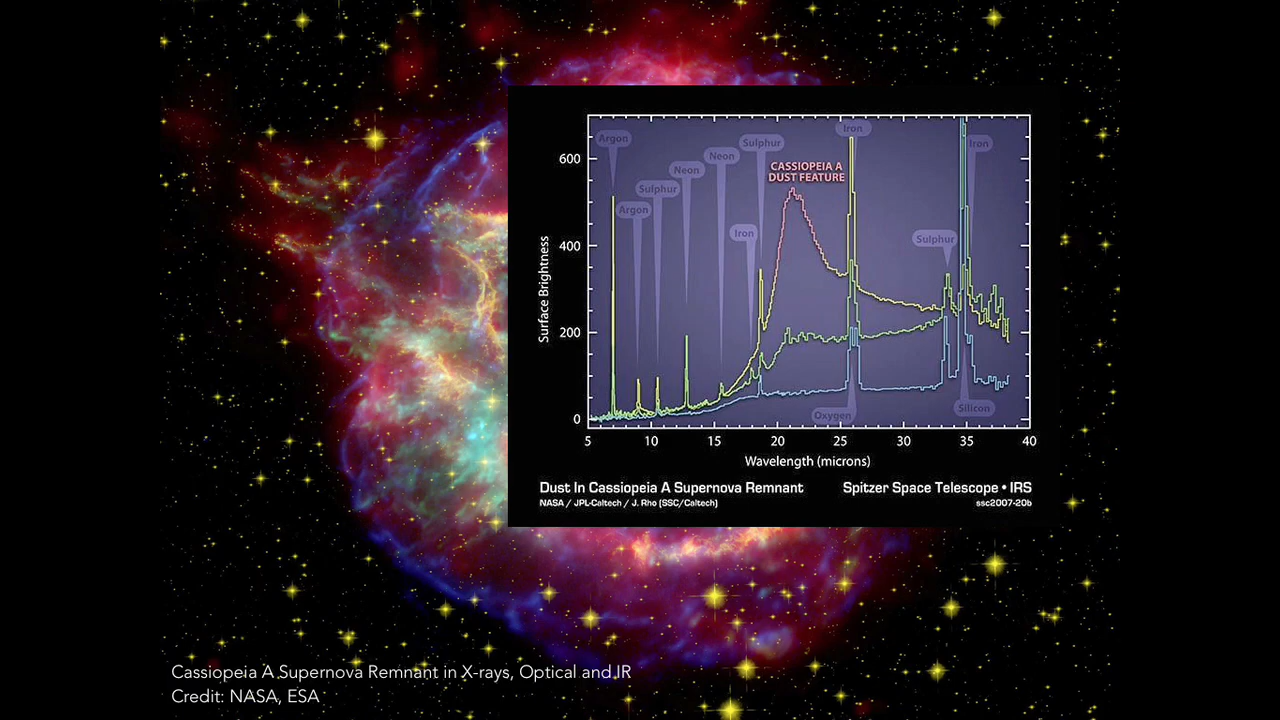 Argon
Sulphur
Iron
Iron
600
Neon
Neon
CASSIOPEIA A
DUST FEATURE
Sulphur
Argon
Iron
Sulphur
400
Surface Brightness
200
Oxygen
Silicon
0
5 10 15 20 25 30 35 40
Wavelength (microns)
Dust In Cassiopeia A Supernova Remnant
Spitzer Space Telescope • IRS
NASA / JPL-Caltech / J. Rho (SSC/Caltech)
ssc2007-20b
Cassiopeia A Supernova Remnant in X-rays, Optical and IR
Credit: NASA, ESA